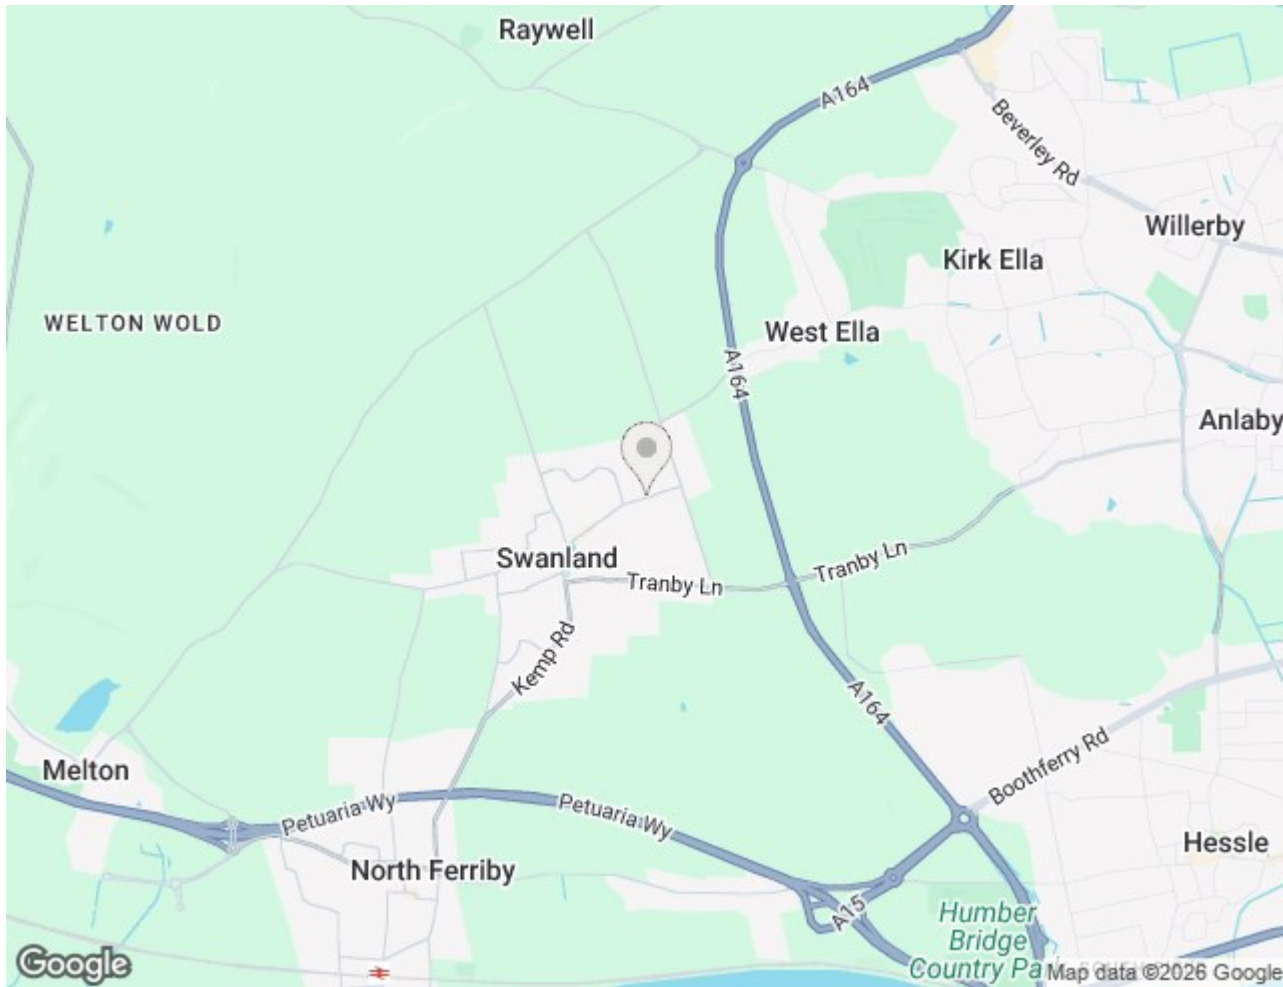 Raywell
A164
Beverley Rd
Willerby
Kirk Ella
WELTON WOLD
West Ella
A164
Anlaby
Swanland
Tranby Ln
Tranby Ln
Kemp Rd
A164
Melton
Boothferry Rd
Petuaria Wy
Petuaria Wy
Hessle
North Ferriby
A15
Humber
Bridge
Country
Google
Map data ©2026 Google